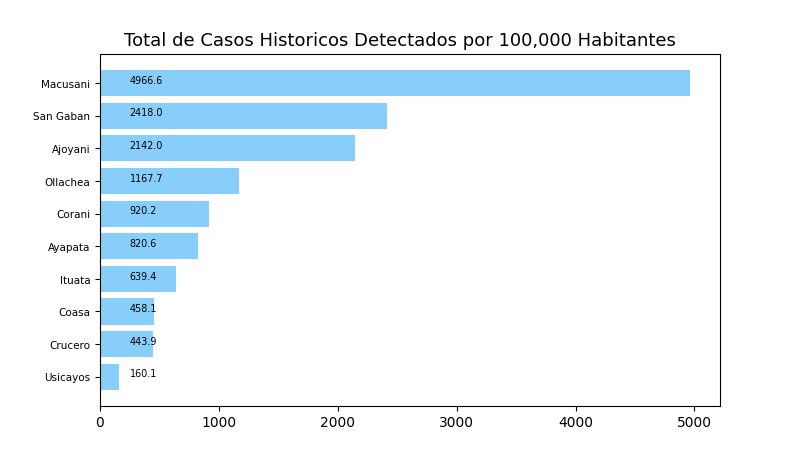 Total de Casos Historicos Detectados por 100,000 Habitantes
Macusani 4966.6
San Gaban 2418.0
Ajoyani 2142.0
Ollachea 1167.7
Corani 920.2
Ayapata 820.6
Ituata 639.4
Coasa 458.1
Crucero 443.9
Usicayos 160.1
0 1000 2000 3000 4000 5000